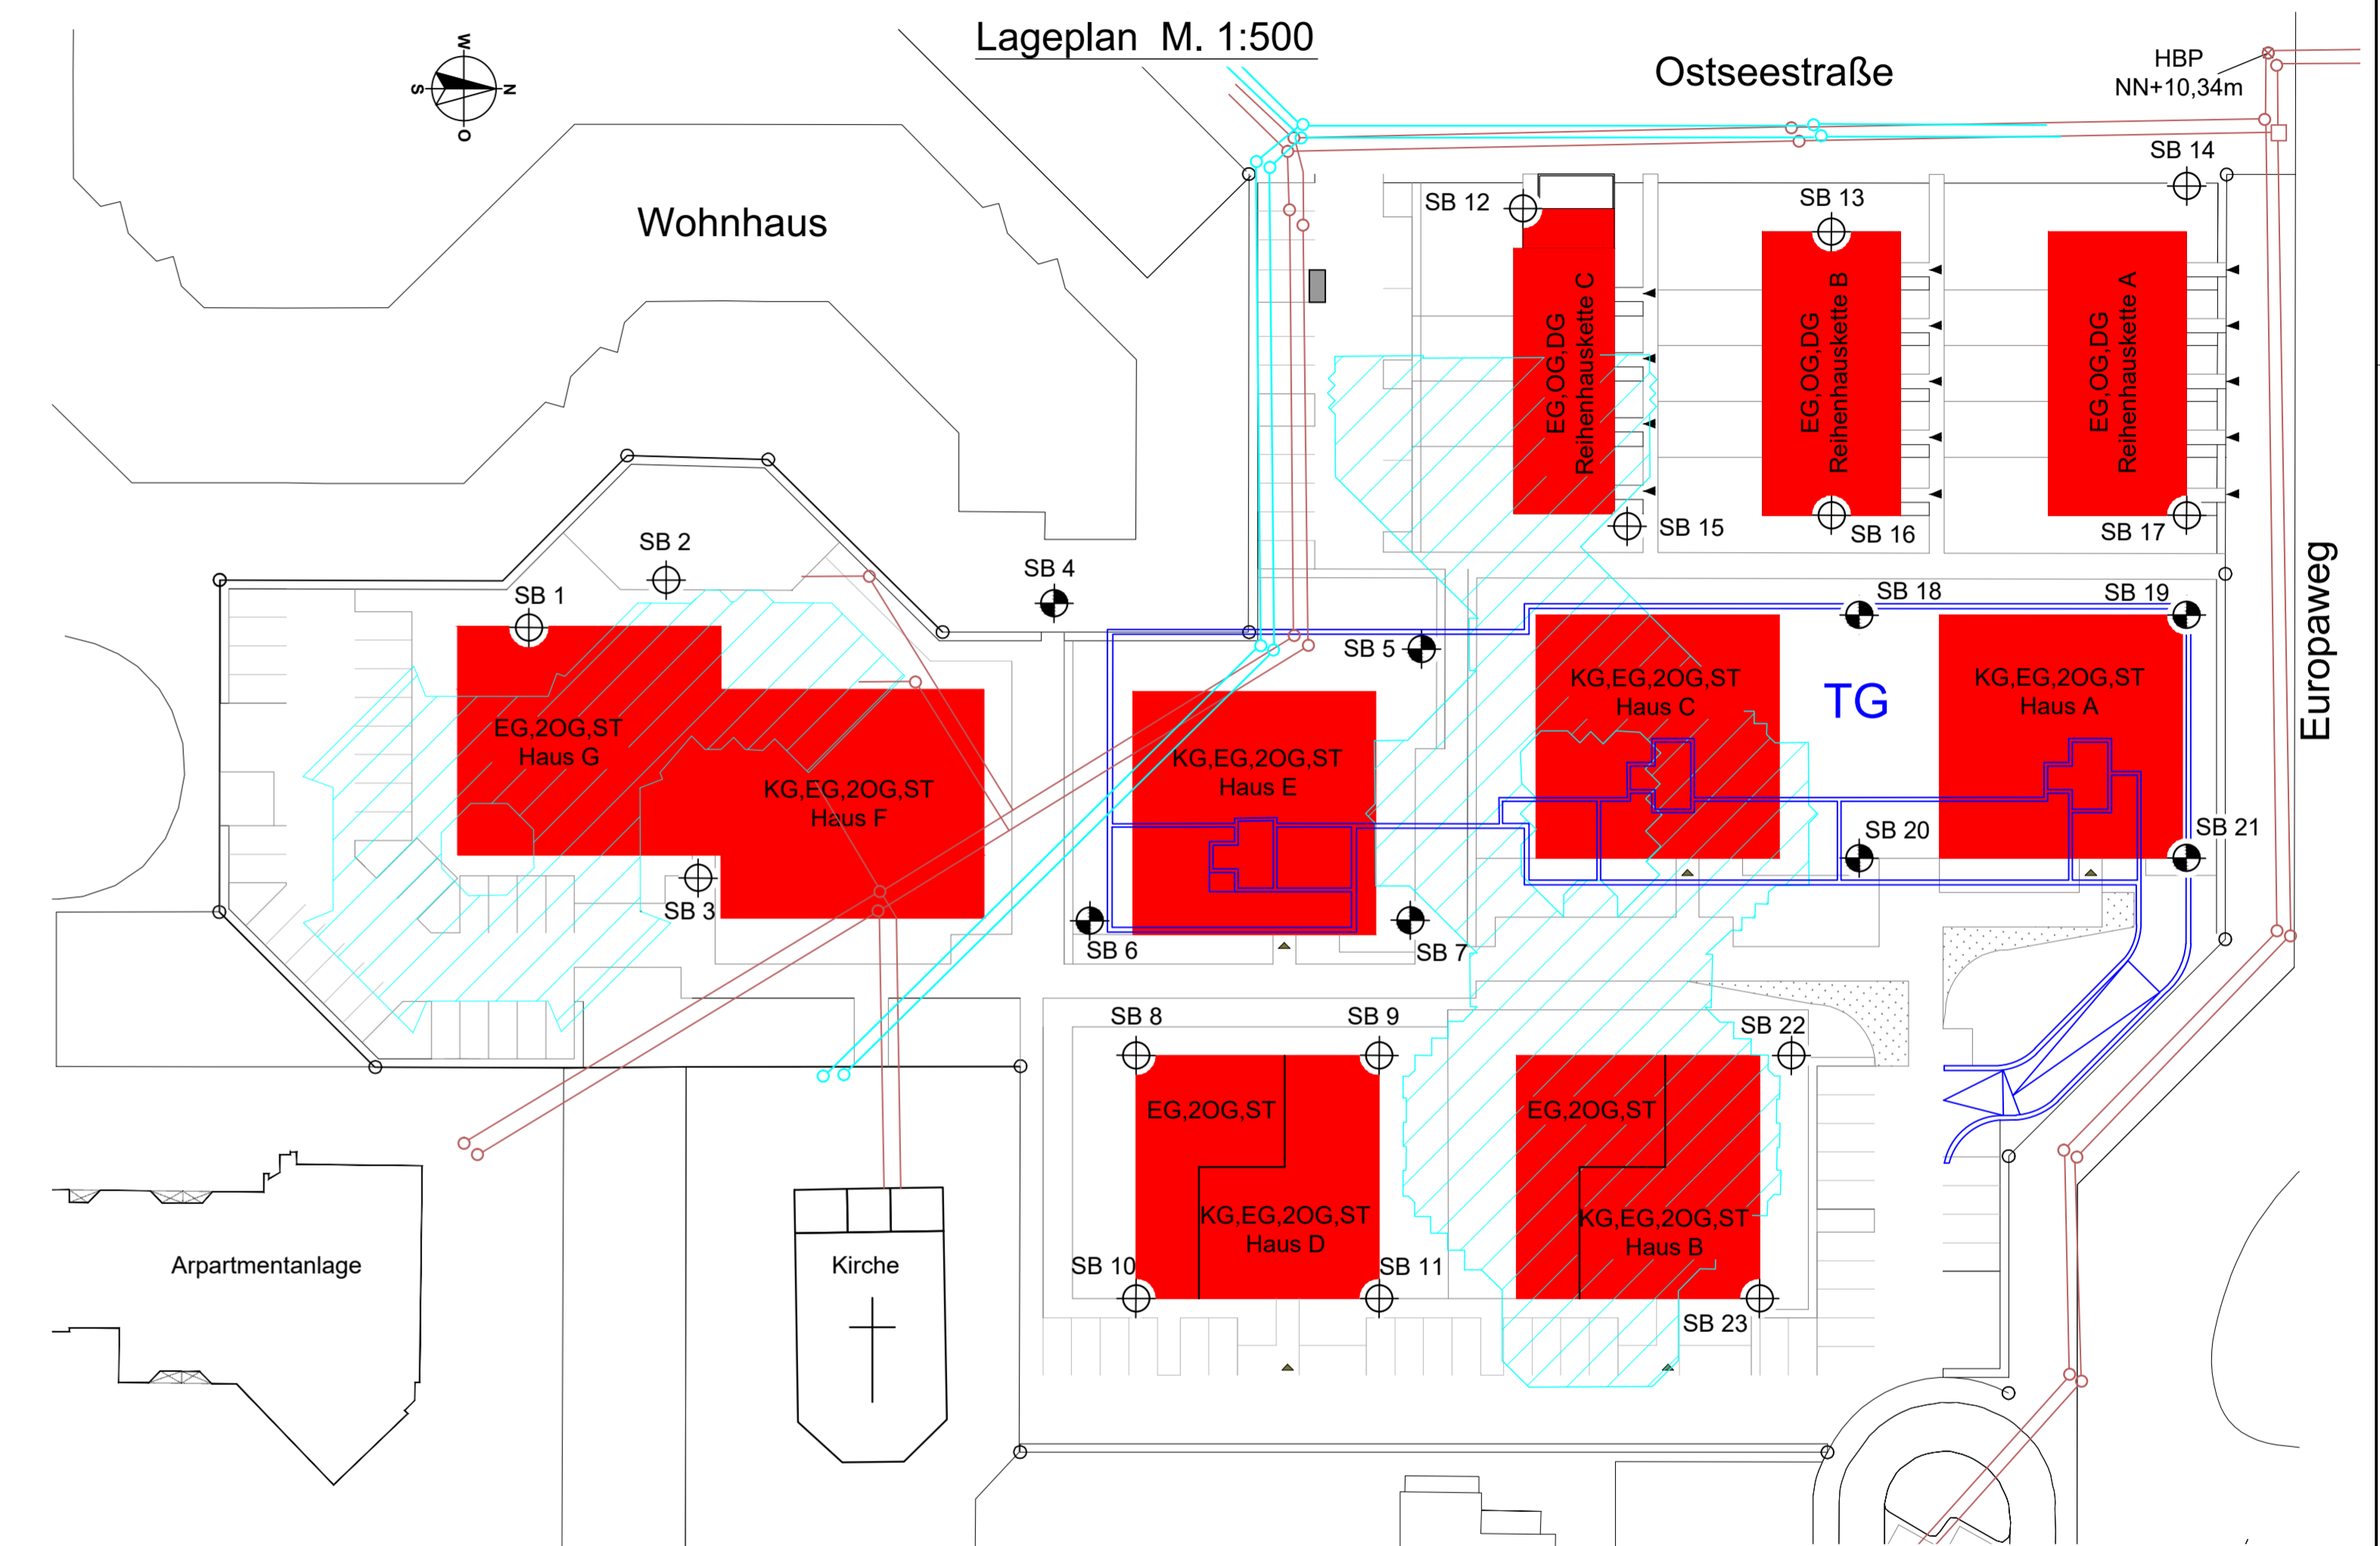 Lageplan M. 1:500
Ostseestraße
HBP
NN+10,34m
W
S
N
O
Wohnhaus
SB 14
SB 12
SB 13
EG,OG,DG
Reihenhauskette C
EG,OG,DG
Reihenhauskette B
EG,OG,DG
Reihenhauskette A
SB 15
SB 16
SB 17
Europaweg
SB 2
SB 1
SB 4
SB 5
SB 18
SB 19
EG,2OG,ST
Haus G
KG,EG,2OG,ST
Haus F
KG,EG,2OG,ST
Haus E
KG,EG,2OG,ST
Haus C
TG
KG,EG,2OG,ST
Haus A
SB 3
SB 6
SB 7
SB 20
SB 21
SB 8
SB 9
SB 22
EG,2OG,ST
KG,EG,2OG,ST
Haus D
EG,2OG,ST
KG,EG,2OG,ST
Haus B
SB 10
SB 11
SB 23
Arpartmentanlage
Kirche